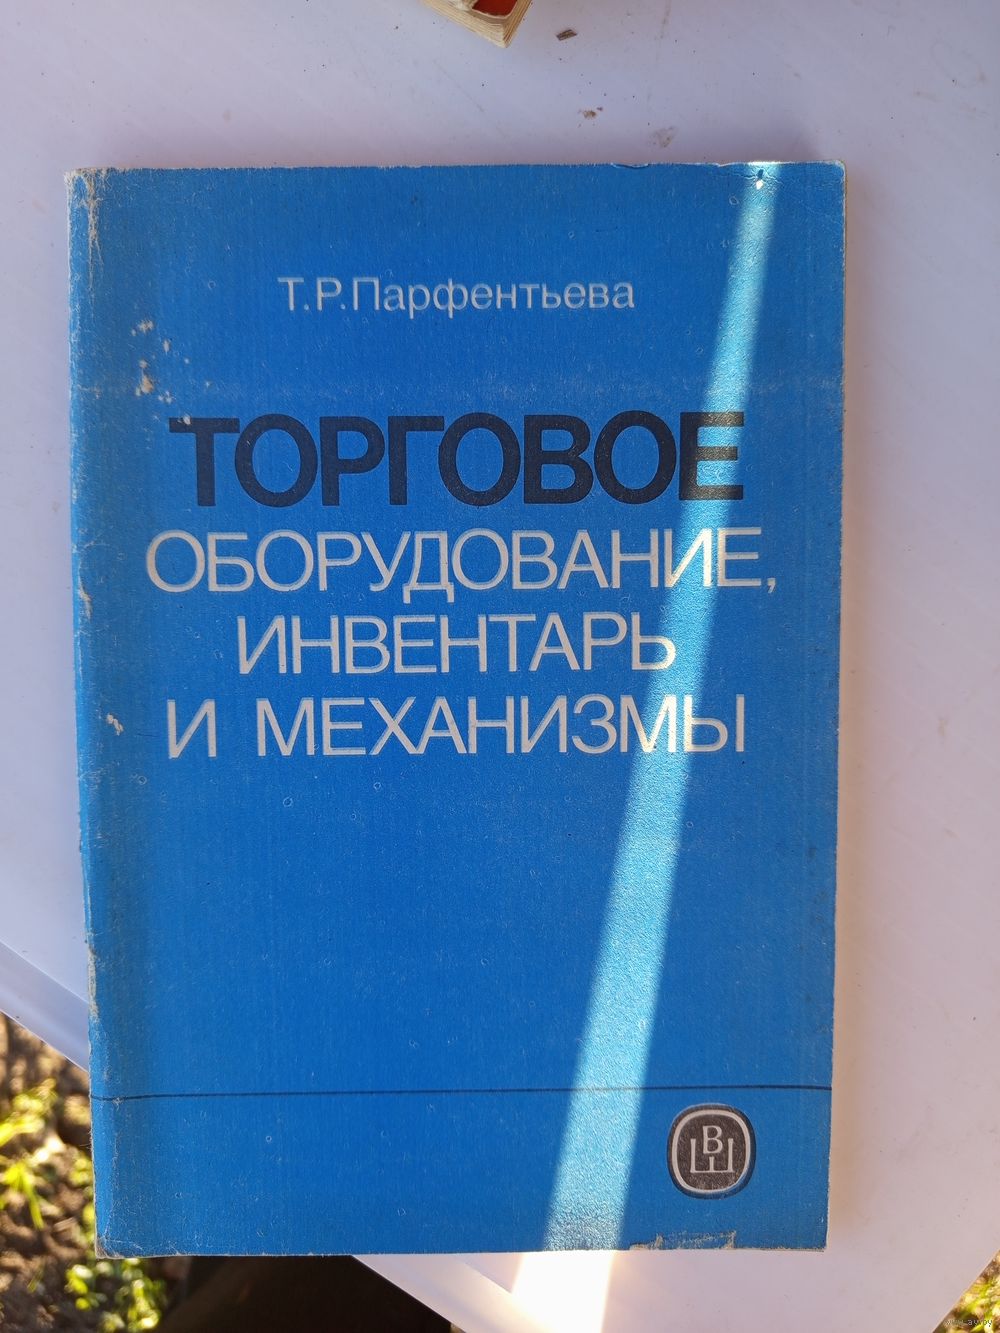 Т.Р.Парфентьева
ТОРГОВОЕ
ОБОРУДОВАНИЕ,
ИНВЕНТАРЬ
И МЕХАНИЗМЫ
ВШ